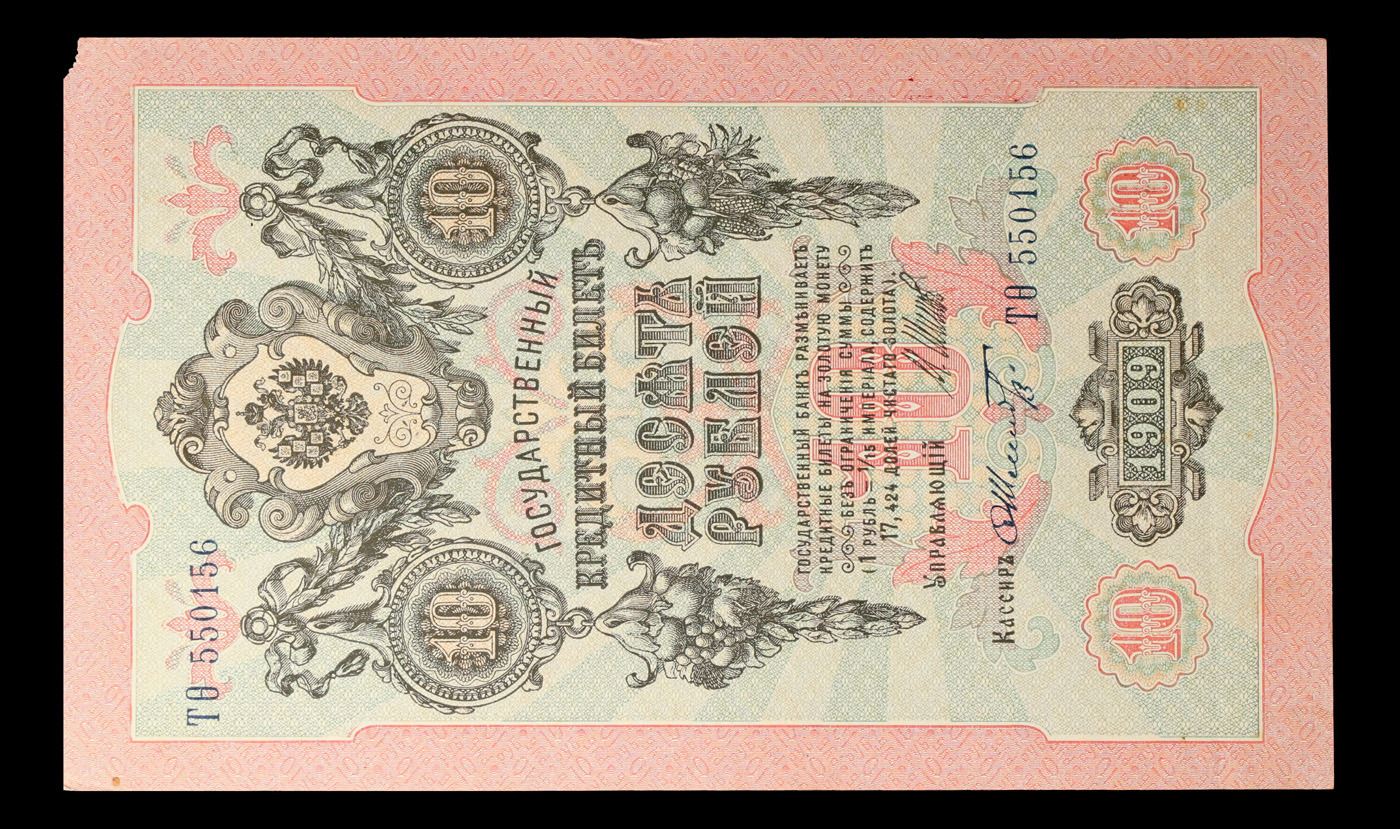 ТѲ 550156
10
10
ГОСУДАРСТВЕННЫЙ
КРЕДИТНЫЙ БИЛЕТЪ
ДЕСЯТЬ
РУБЛЕЙ
ГОСУДАРСТВЕННЫЙ БАНКЪ РАЗМѢНИВАЕТЪ
КРЕДИТНЫЕ БИЛЕТЫ НА ЗОЛОТУЮ МОНЕТУ
БЕЗЪ ОГРАНИЧЕНІЯ СУММЫ
(1 РУБЛЬ = 1/15 ИМПЕРІАЛА, СОДЕРЖИТЪ
17,424 ДОЛЕЙ ЧИСТАГО ЗОЛОТА).
10
Управляющій
Кассиръ
ТѲ 550156
10
1909
10